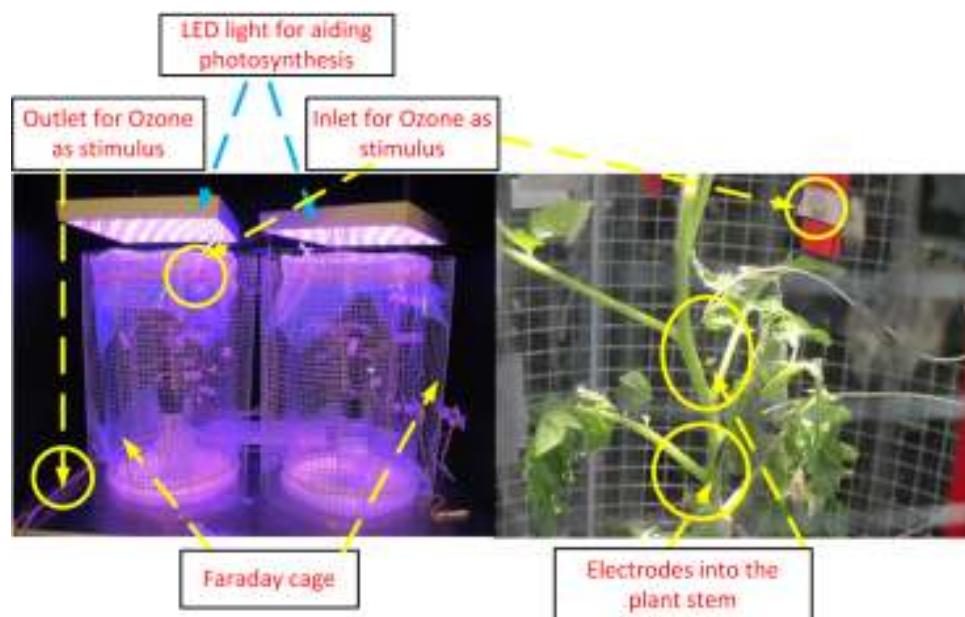 LED light for aiding
photosynthesis
Outlet for Ozone
as stimulus
Inlet for Ozone as
stimulus
Faraday cage
Electrodes into the
plant stem